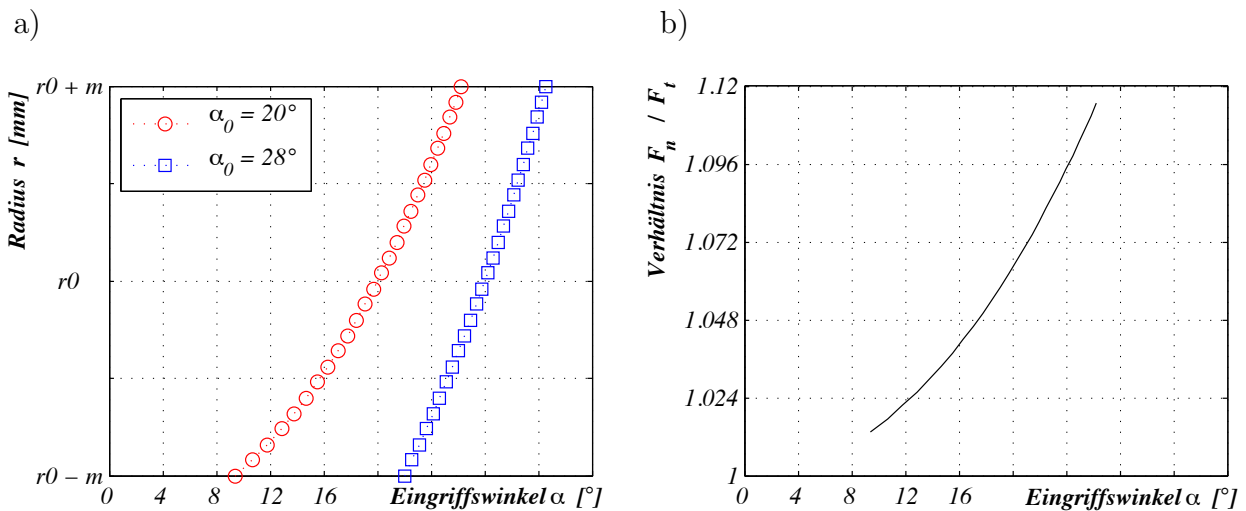 a)
b)
Radius r [mm]
r0 + m
r0
r0 − m
α0 = 20°
α0 = 28°
0 4 8 12 16
Eingriffswinkel α [°]
Verhältnis Fn / Ft
1.12
1.096
1.072
1.048
1.024
1
0 4 8 12 16
Eingriffswinkel α [°]